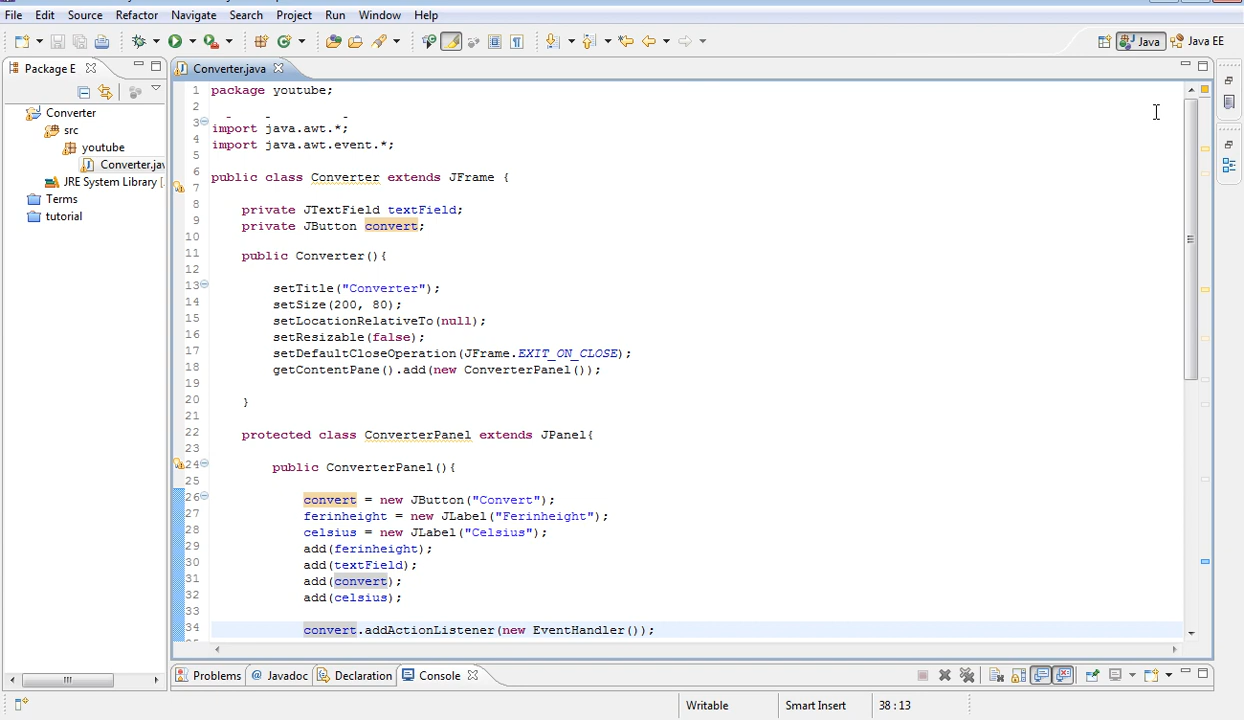 File Edit Source Refactor Navigate Search Project Run Window Help
Java Java EE
Package E
Converter
src
youtube
Converter.jav
JRE System Library [
Terms
tutorial
Converter.java
1 package youtube;
2
3
import java.awt.*;
4 import java.awt.event.*;
5
6 public class Converter extends JFrame {
7
8 private JTextField textField;
9 private JButton convert;
10
11 public Converter(){
12
13 setTitle("Converter");
14 setSize(200, 80);
15 setLocationRelativeTo(null);
16 setResizable(false);
17 setDefaultCloseOperation(JFrame.EXIT_ON_CLOSE);
18 getContentPane().add(new ConverterPanel());
19
20 }
21
22 protected class ConverterPanel extends JPanel{
23
24 public ConverterPanel(){
25
26 convert = new JButton("Convert");
27 ferinheight = new JLabel("Ferinheight");
28 celsius = new JLabel("Celsius");
29 add(ferinheight);
30 add(textField);
31 add(convert);
32 add(celsius);
33
34 convert.addActionListener(new EventHandler());
Problems Javadoc Declaration Console
Writable Smart Insert 38 : 13